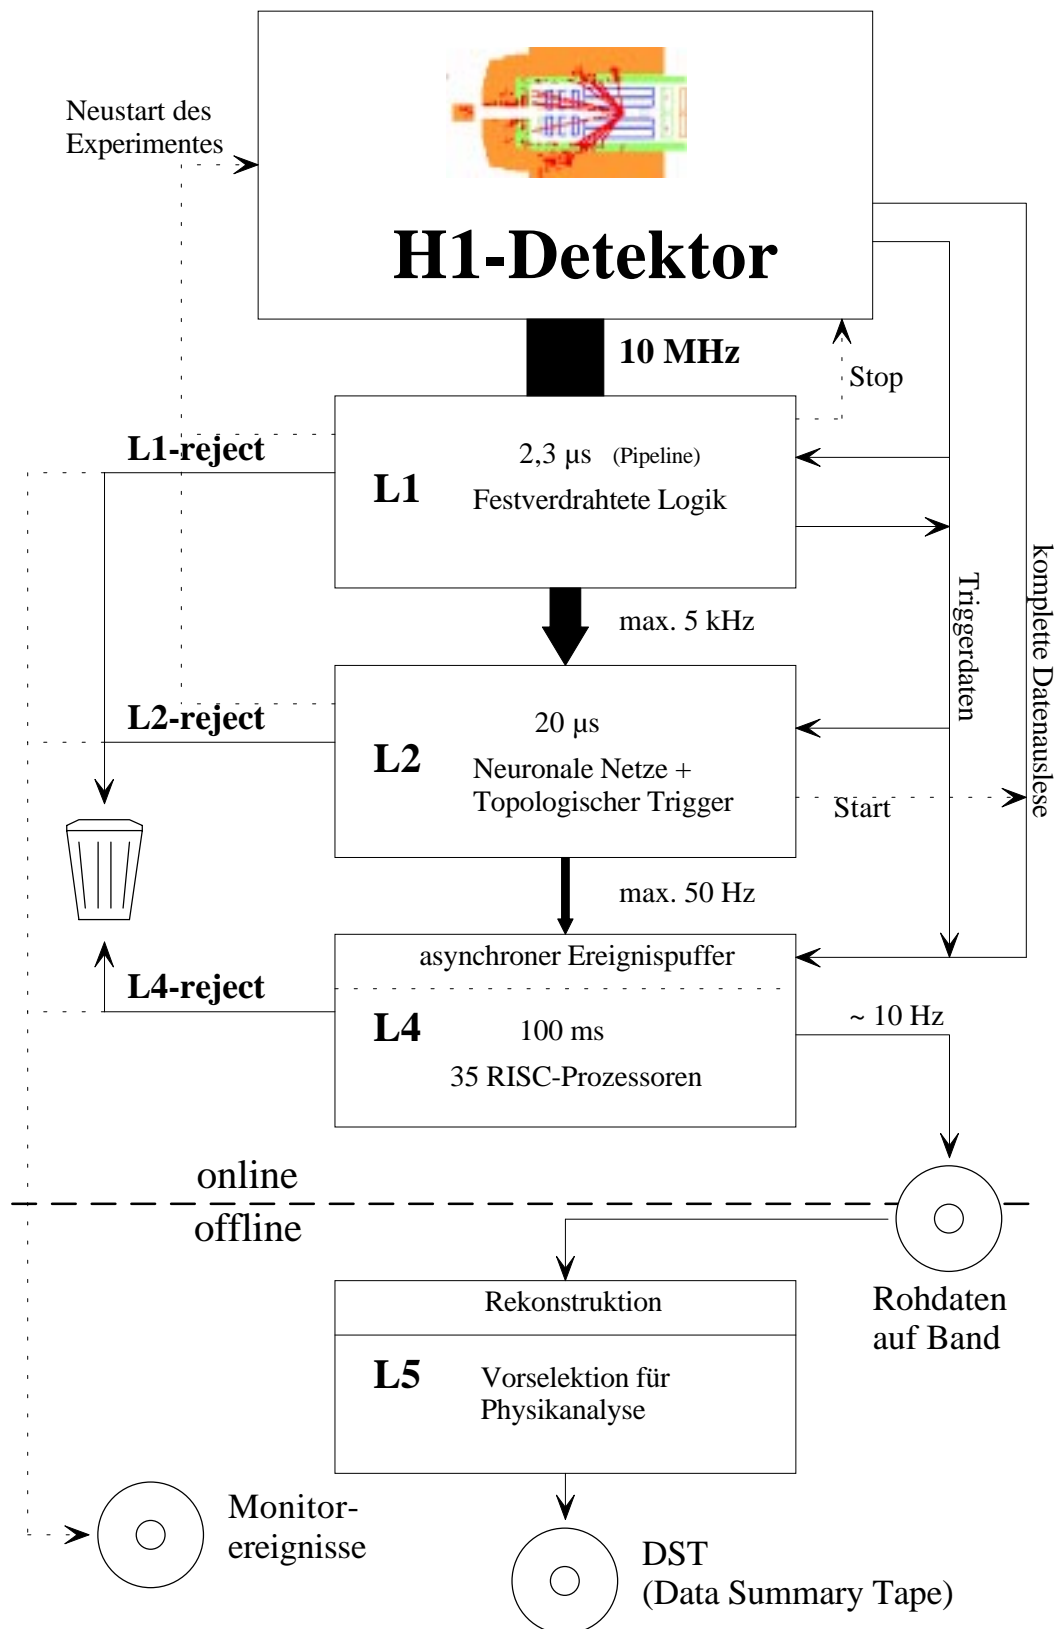 Neustart des
Experimentes
H1-Detektor
10 MHz
Stop
L1-reject
2,3 µs (Pipeline)
L1
Festverdrahtete Logik
max. 5 kHz
Triggerdaten
komplette Datenauslese
L2-reject
20 µs
L2
Neuronale Netze +
Topologischer Trigger
Start
max. 50 Hz
asynchroner Ereignispuffer
L4-reject
L4
100 ms
35 RISC-Prozessoren
~ 10 Hz
online
offline
Rohdaten
auf Band
Rekonstruktion
L5
Vorselektion für
Physikanalyse
Monitor-
ereignisse
DST
(Data Summary Tape)